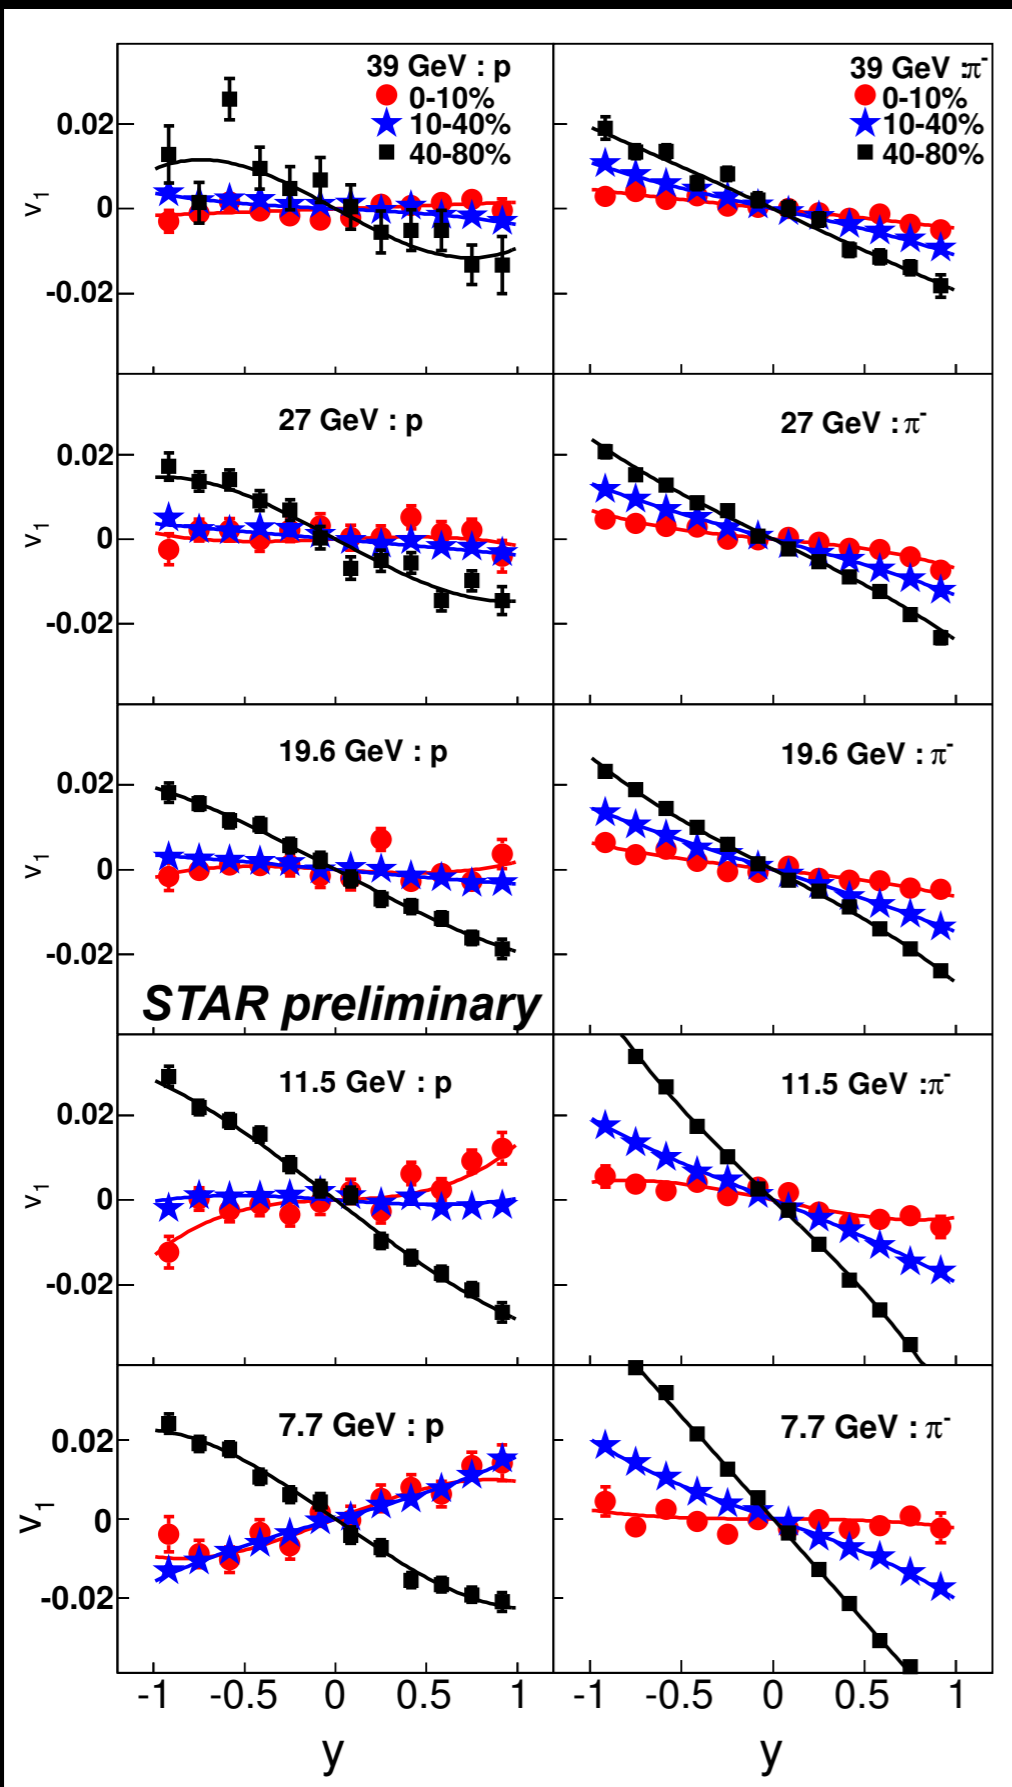 39 GeV : p
0-10%
10-40%
40-80%
39 GeV :π-
0-10%
10-40%
40-80%
v1
0.02
0
-0.02
27 GeV : p
27 GeV : π-
v1
0.02
0
-0.02
19.6 GeV : p
19.6 GeV : π-
v1
0.02
0
-0.02
STAR preliminary
11.5 GeV : p
11.5 GeV :π-
v1
0.02
0
-0.02
7.7 GeV : p
7.7 GeV : π-
v1
0.02
0
-0.02
-1 -0.5 0 0.5 1
-1 -0.5 0 0.5 1
y
y